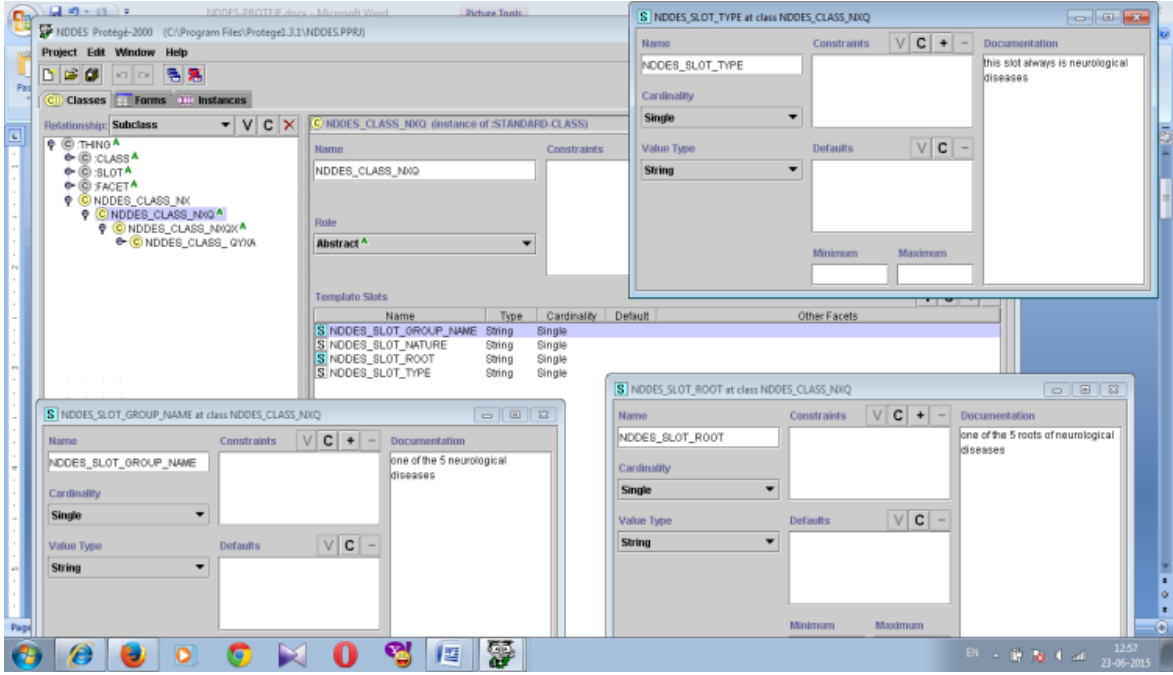 NDDES-PROTEJE.docx - Microsoft Word
Picture Tools
NDDES Protégé-2000 (C:\Program Files\Protege1.3.1\NDDES.PPRJ)
Project Edit Window Help
Classes Forms Instances
Relationship: Subclass V C
:THING A
:CLASS A
:SLOT A
:FACET A
NDDES_CLASS_NX
NDDES_CLASS_NXQ A
NDDES_CLASS_NXQX A
NDDES_CLASS_ QYXA
NDDES_CLASS_NXQ (instance of :STANDARD-CLASS)
Name
Constraints
NDDES_CLASS_NXQ
Role
Abstract A
Template Slots
Name Type Cardinality Default Other Facets
S NDDES_SLOT_GROUP_NAME String Single
S NDDES_SLOT_NATURE String Single
S NDDES_SLOT_ROOT String Single
S NDDES_SLOT_TYPE String Single
S NDDES_SLOT_TYPE at class NDDES_CLASS_NXQ
Name
Constraints V C + -
Documentation
NDDES_SLOT_TYPE
this slot always is neurological
diseases
Cardinality
Single
Value Type
Defaults V C -
String
Minimum Maximum
S NDDES_SLOT_GROUP_NAME at class NDDES_CLASS_NXQ
Name
Constraints V C + -
Documentation
NDDES_SLOT_GROUP_NAME
one of the 5 neurological
diseases
Cardinality
Single
Value Type
Defaults V C -
String
S NDDES_SLOT_ROOT at class NDDES_CLASS_NXQ
Name
Constraints V C + -
Documentation
NDDES_SLOT_ROOT
one of the 5 roots of neurological
diseases
Cardinality
Single
Value Type
Defaults V C -
String
Minimum Maximum
EN
12:57
23-06-2015